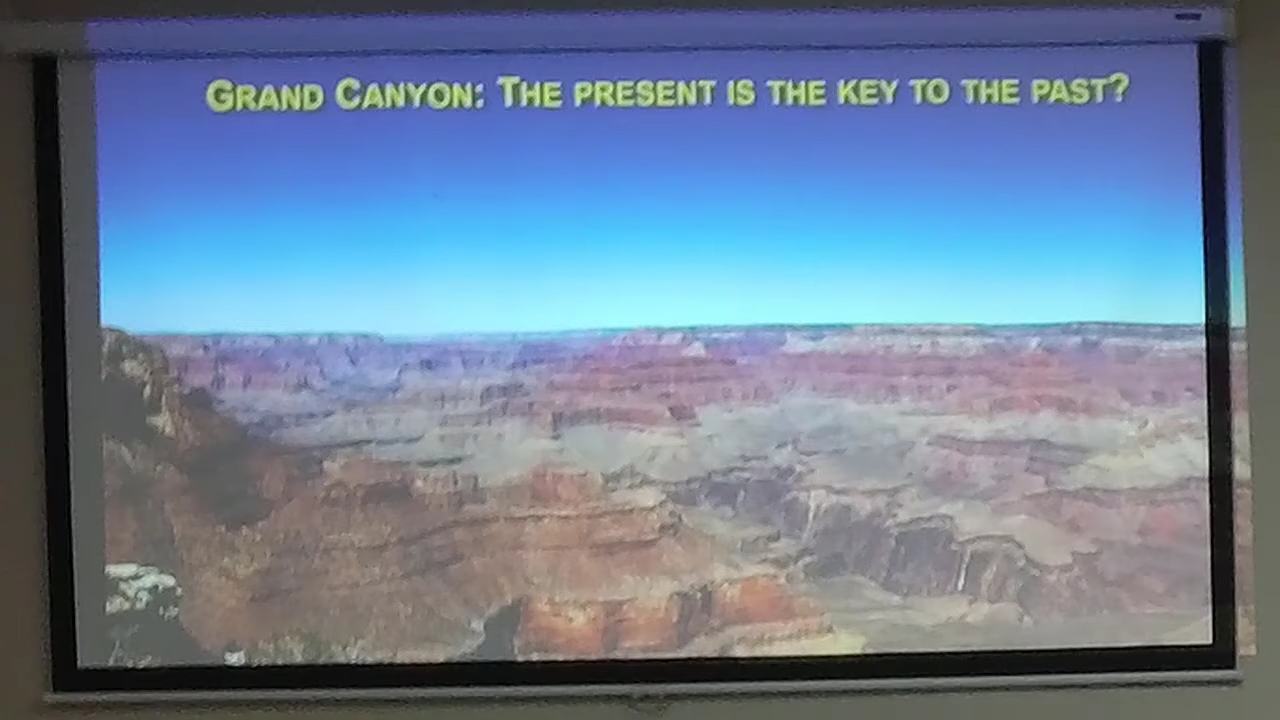 GRAND CANYON: THE PRESENT IS THE KEY TO THE PAST?